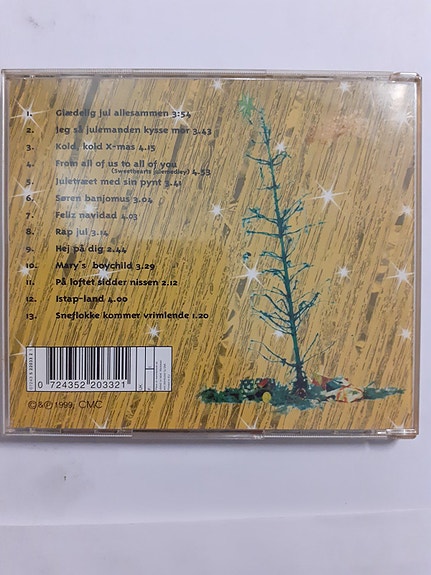 1. Glædelig jul allesammen 3:54
2. Jeg så julemanden kysse mor 3.43
3. Kold, kold X-mas 4.15
4. From all of us to all of you
(Sweethearts julemedley) 4.53
5. Juletræet med sin pynt 3.41
6. Søren banjomus 3.04
7. Feliz navidad 4.03
8. Rap jul 3.14
9. Hej på dig 2.44
10. Mary's boychild 3.29
11. På loftet sidder nissen 2.12
12. Istap-land 4.00
13. Sneflokke kommer vrimlende 1.20
0 724352 203321
©&℗ 1999, CMC